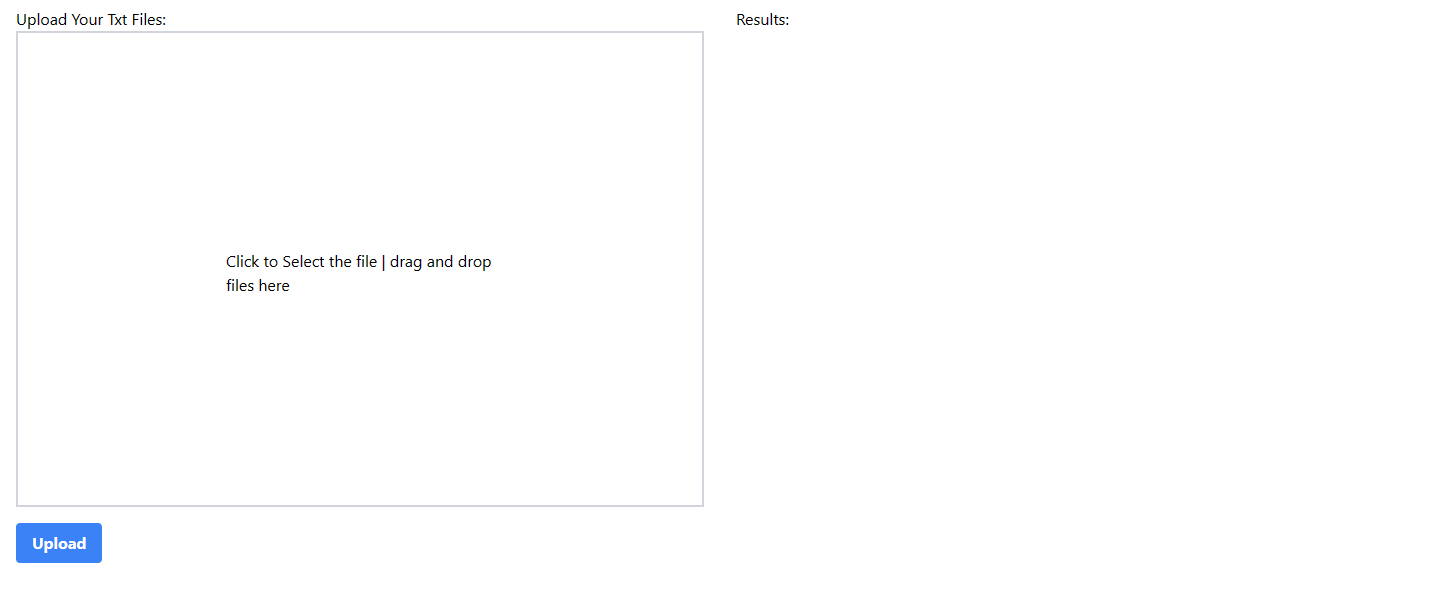 Upload Your Txt Files:
Results:
Click to Select the file | drag and drop
files here
Upload